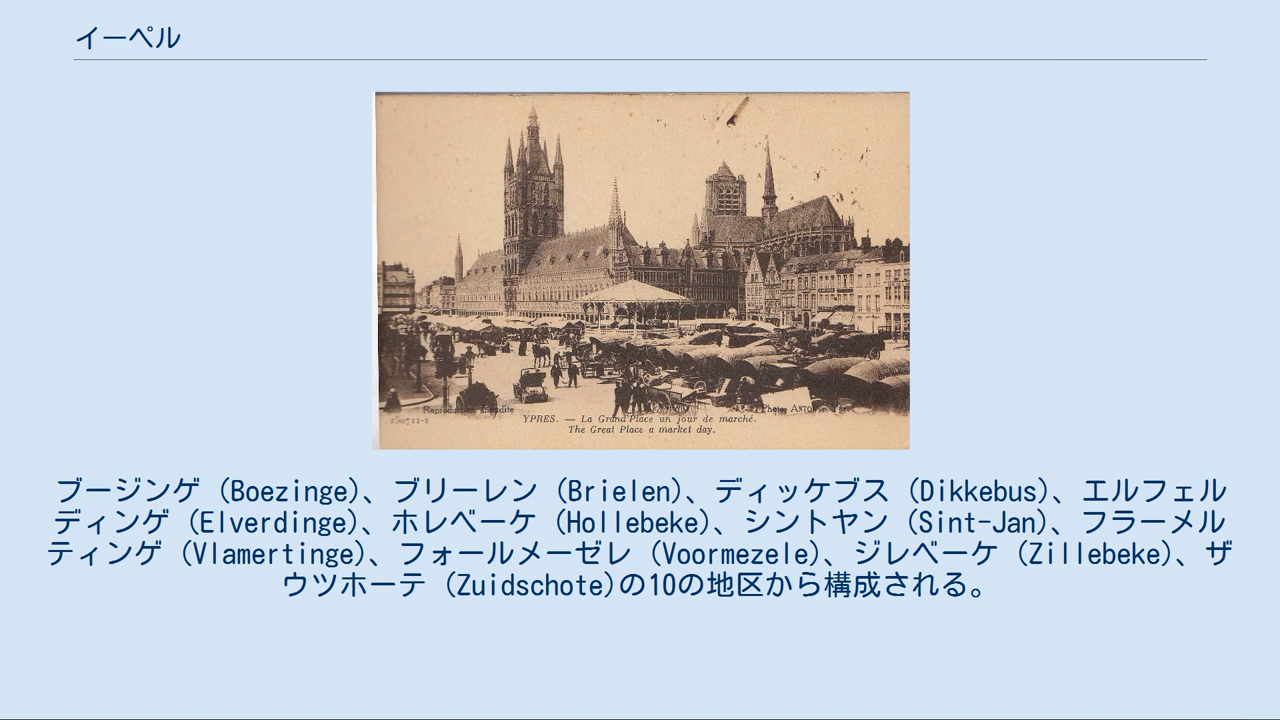 イーペル
Reproduction interdite
Photo Antony
YPRES. — La Grand'Place un jour de marché.
The Great Place a market day.
ブージンゲ (Boezinge)、ブリーレン (Brielen)、ディッケブス (Dikkebus)、エルフェル
ディンゲ (Elverdinge)、ホレベーケ (Hollebeke)、シントヤン (Sint-Jan)、フラーメル
ティンゲ (Vlamertinge)、フォールメーゼレ (Voormezele)、ジレベーケ (Zillebeke)、ザ
ウツホーテ (Zuidschote)の10の地区から構成される。